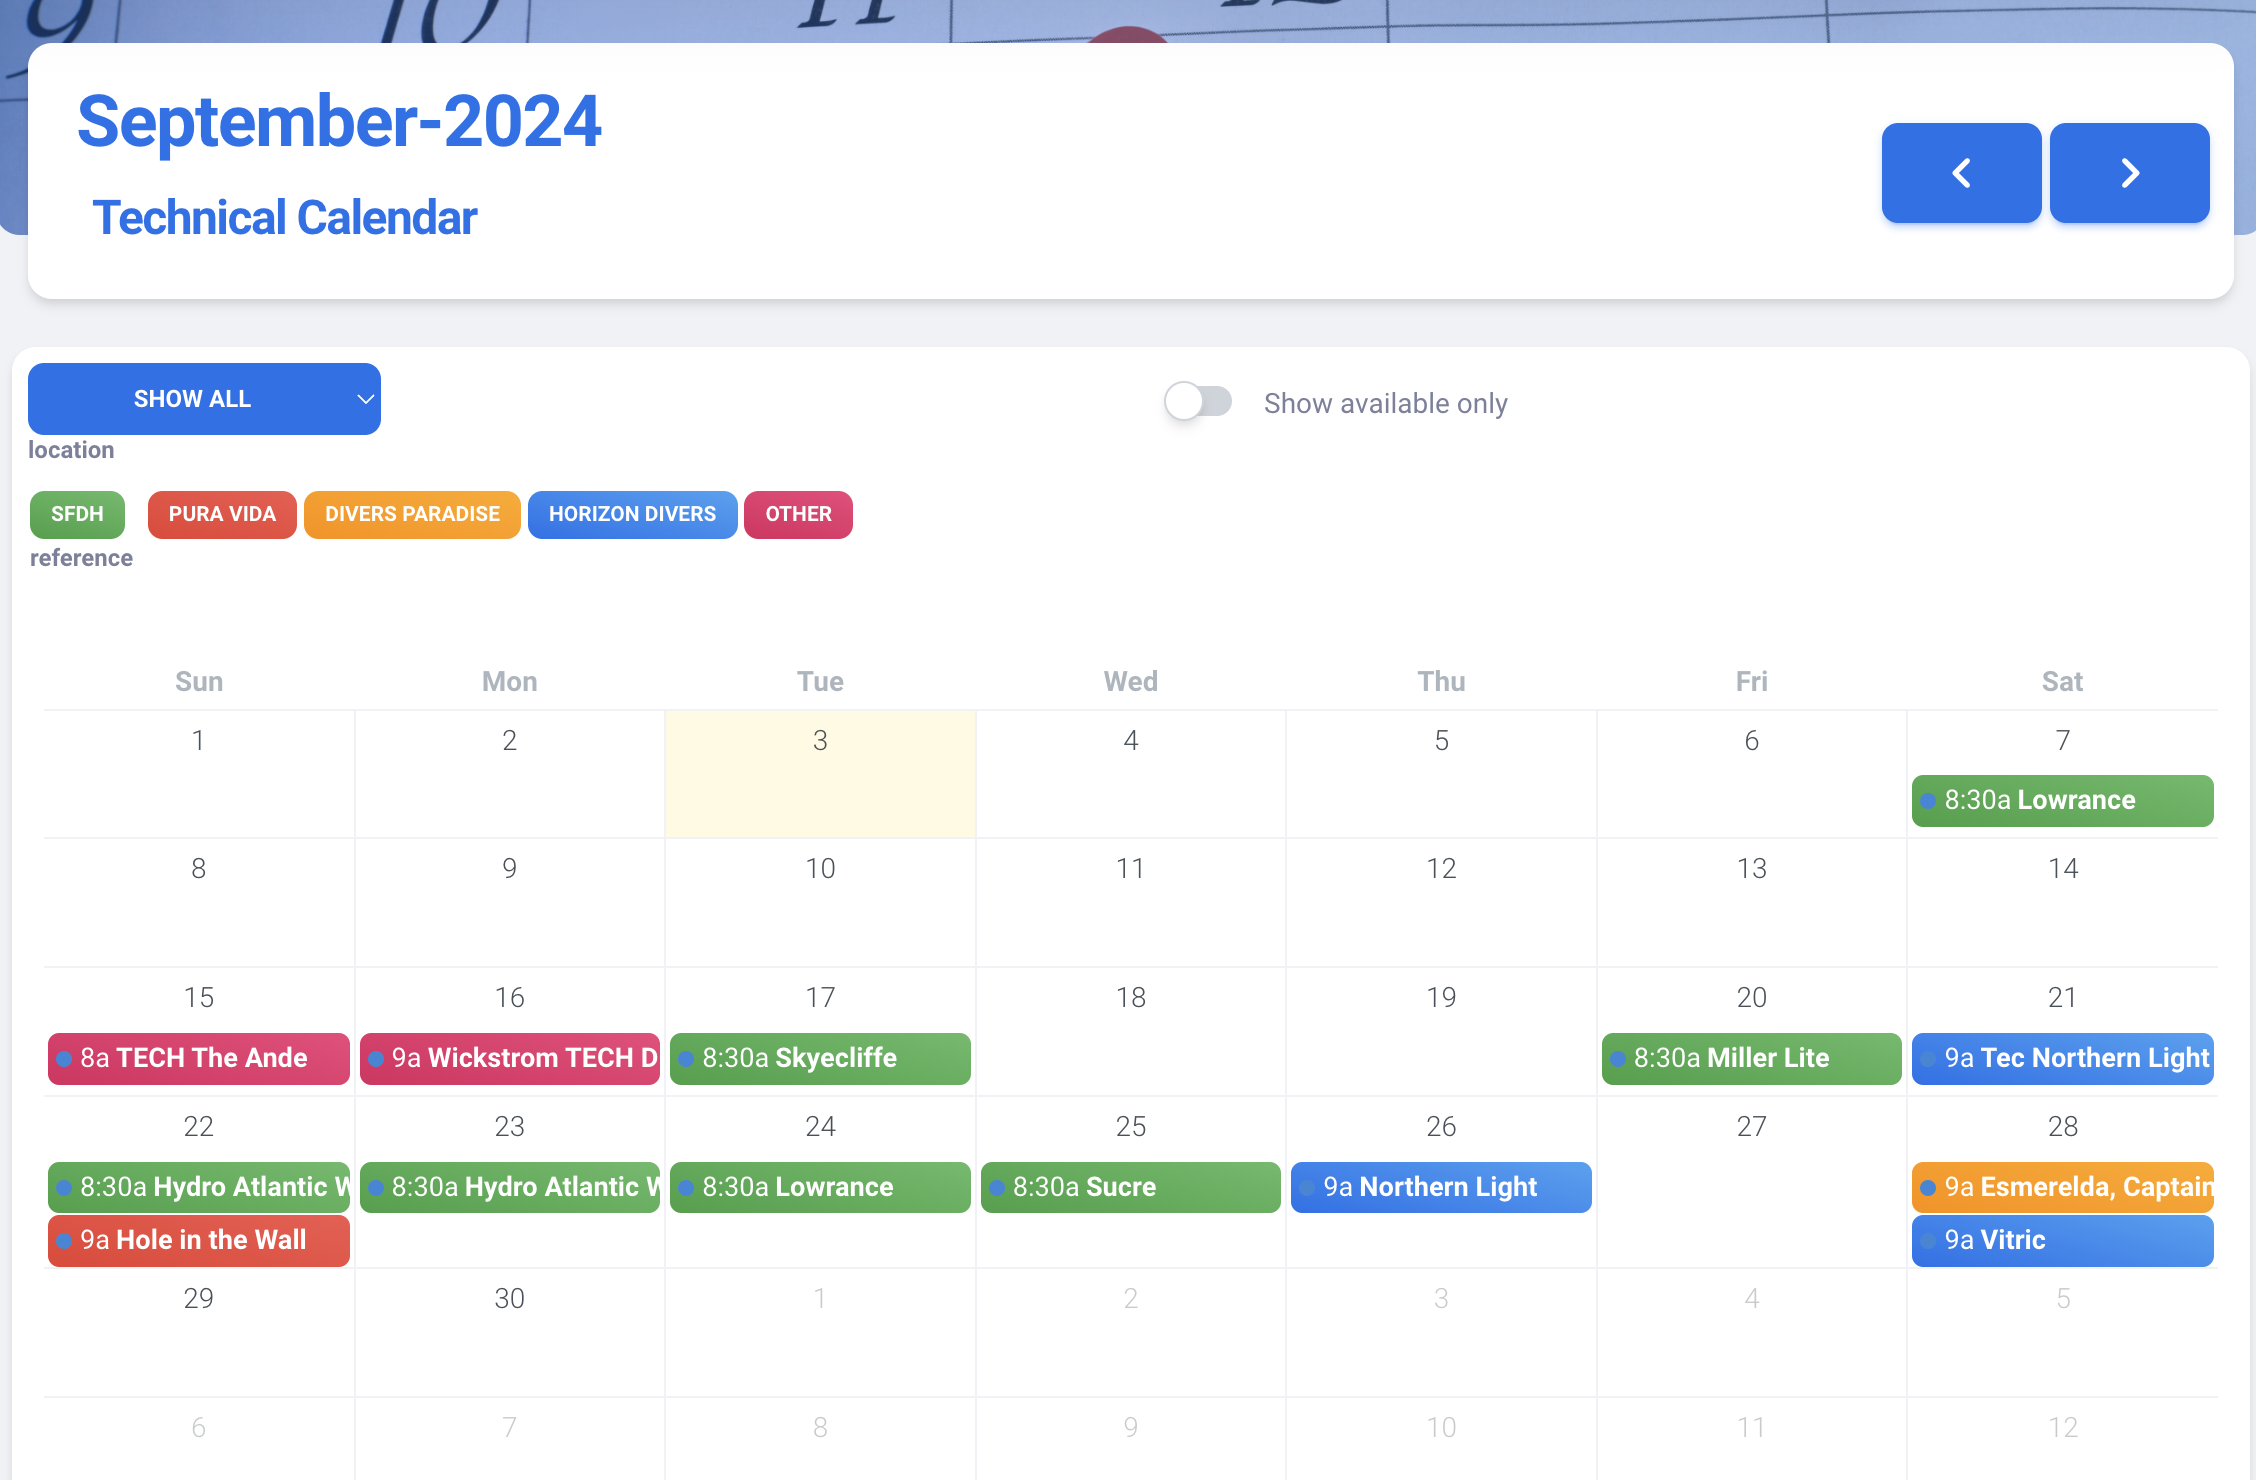 9 10 11 12
September-2024
Technical Calendar
SHOW ALL
Show available only
location
SFDH PURA VIDA DIVERS PARADISE HORIZON DIVERS OTHER
reference
Sun Mon Tue Wed Thu Fri Sat
1 2 3 4 5 6 7
8:30a Lowrance
8 9 10 11 12 13 14
15 16 17 18 19 20 21
8a TECH The Ande 9a Wickstrom TECH D 8:30a Skyecliffe 8:30a Miller Lite 9a Tec Northern Light
22 23 24 25 26 27 28
8:30a Hydro Atlantic W 8:30a Hydro Atlantic W 8:30a Lowrance 8:30a Sucre 9a Northern Light 9a Esmerelda, Captain
9a Hole in the Wall 9a Vitric
29 30 1 2 3 4 5
6 7 8 9 10 11 12